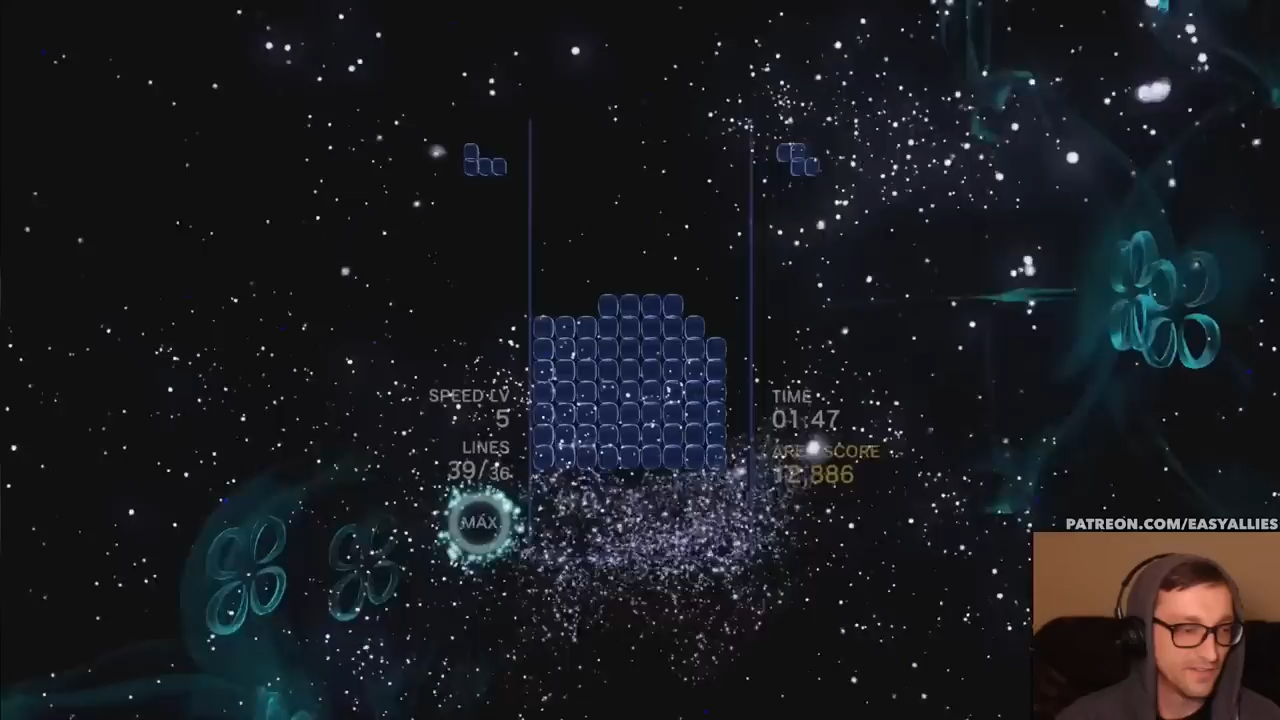 SPEED LV
5
LINES
39/36
MAX
TIME
01:47
AREA SCORE
12,886
PATREON.COM/EASYALLIES